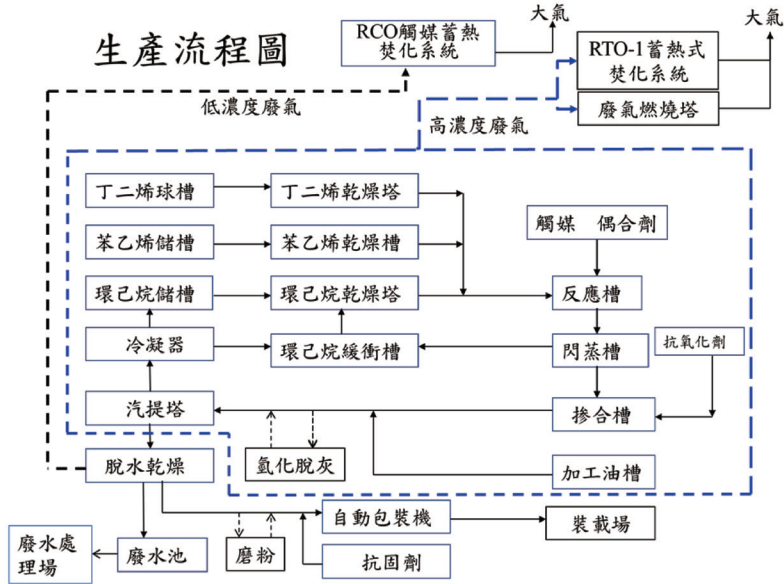 生產流程圖
RCO觸媒蓄熱
焚化系統
大氣
RTO-1蓄熱式
焚化系統
大氣
廢氣燃燒塔
低濃度廢氣
高濃度廢氣
丁二烯球槽
丁二烯乾燥塔
苯乙烯儲槽
苯乙烯乾燥槽
觸媒 偶合劑
環己烷儲槽
環己烷乾燥塔
反應槽
冷凝器
環己烷緩衝槽
閃蒸槽
抗氧化劑
汽提塔
摻合槽
脫水乾燥
氫化脫灰
加工油槽
自動包裝機
裝載場
廢水處
理場
廢水池
磨粉
抗固劑